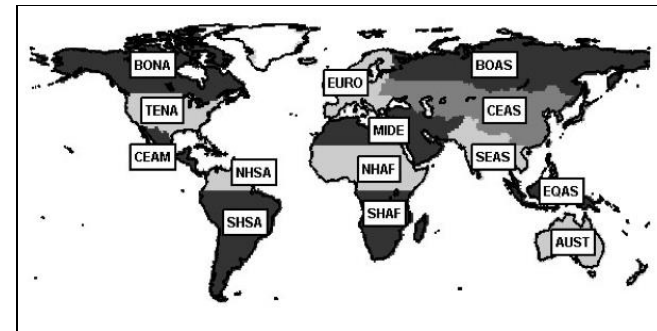 BONA
BOAS
EURO
TENA
CEAS
MIDE
CEAM
SEAS
NHSA
NHAF
EQAS
SHSA
SHAF
AUST